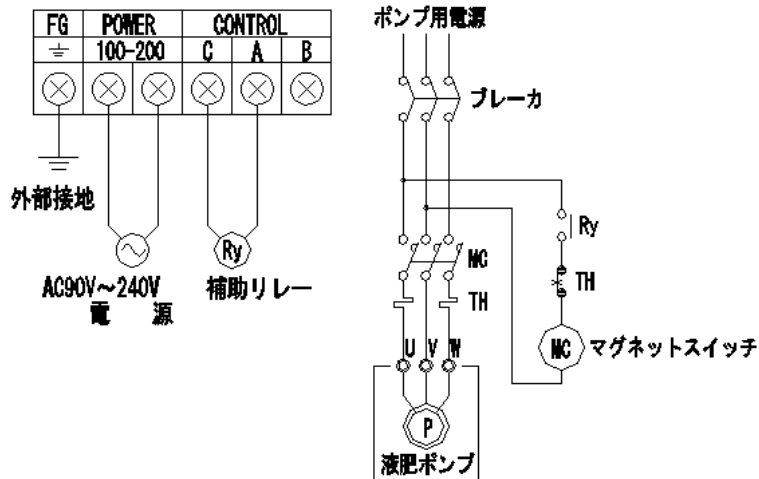 FG POWER CONTROL
100-200 C A B
外部接地
Ry
AC90V～240V
電 源
補助リレー
ポンプ用電源
ブレーカ
Ry
MC
TH
TH
U V W
MC
マグネットスイッチ
P
液肥ポンプ